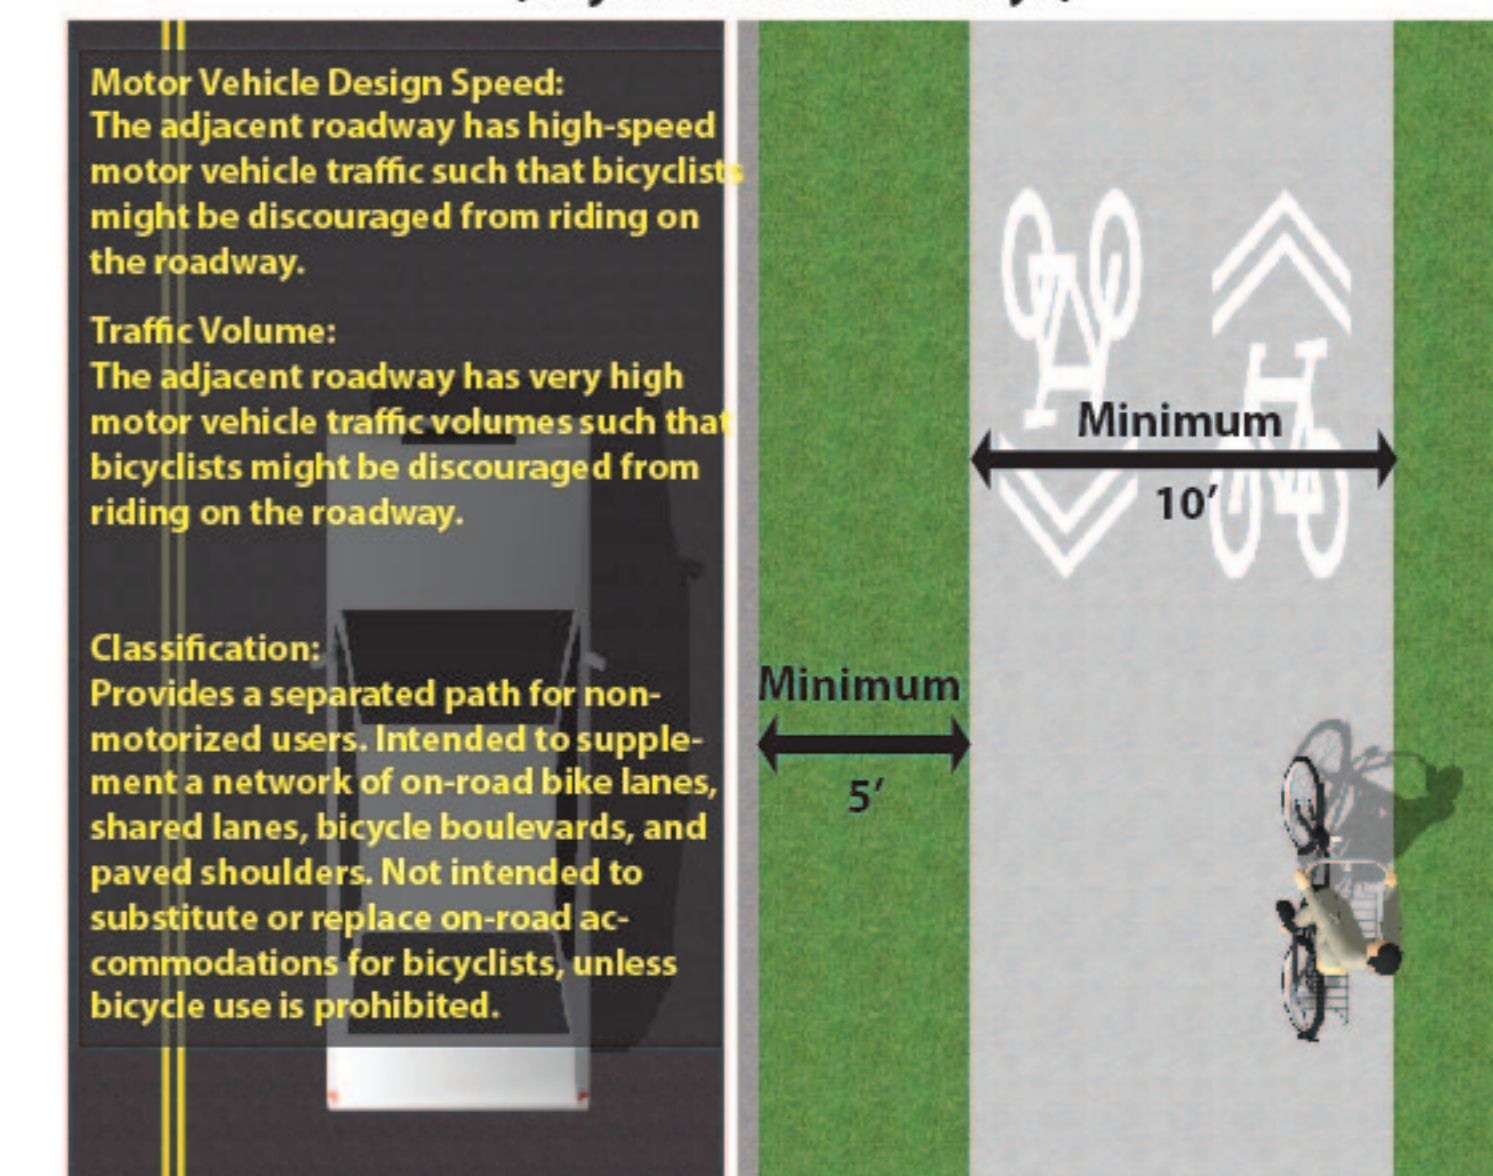 Motor Vehicle Design Speed:
The adjacent roadway has high-speed
motor vehicle traffic such that bicyclists
might be discouraged from riding on
the roadway.
Traffic Volume:
The adjacent roadway has very high
motor vehicle traffic volumes such that
bicyclists might be discouraged from
riding on the roadway.
Classification:
Provides a separated path for non-
motorized users. Intended to supple-
ment a network of on-road bike lanes,
shared lanes, bicycle boulevards, and
paved shoulders. Not intended to
substitute or replace on-road ac-
commodations for bicyclists, unless
bicycle use is prohibited.
Minimum
10′
Minimum
5′